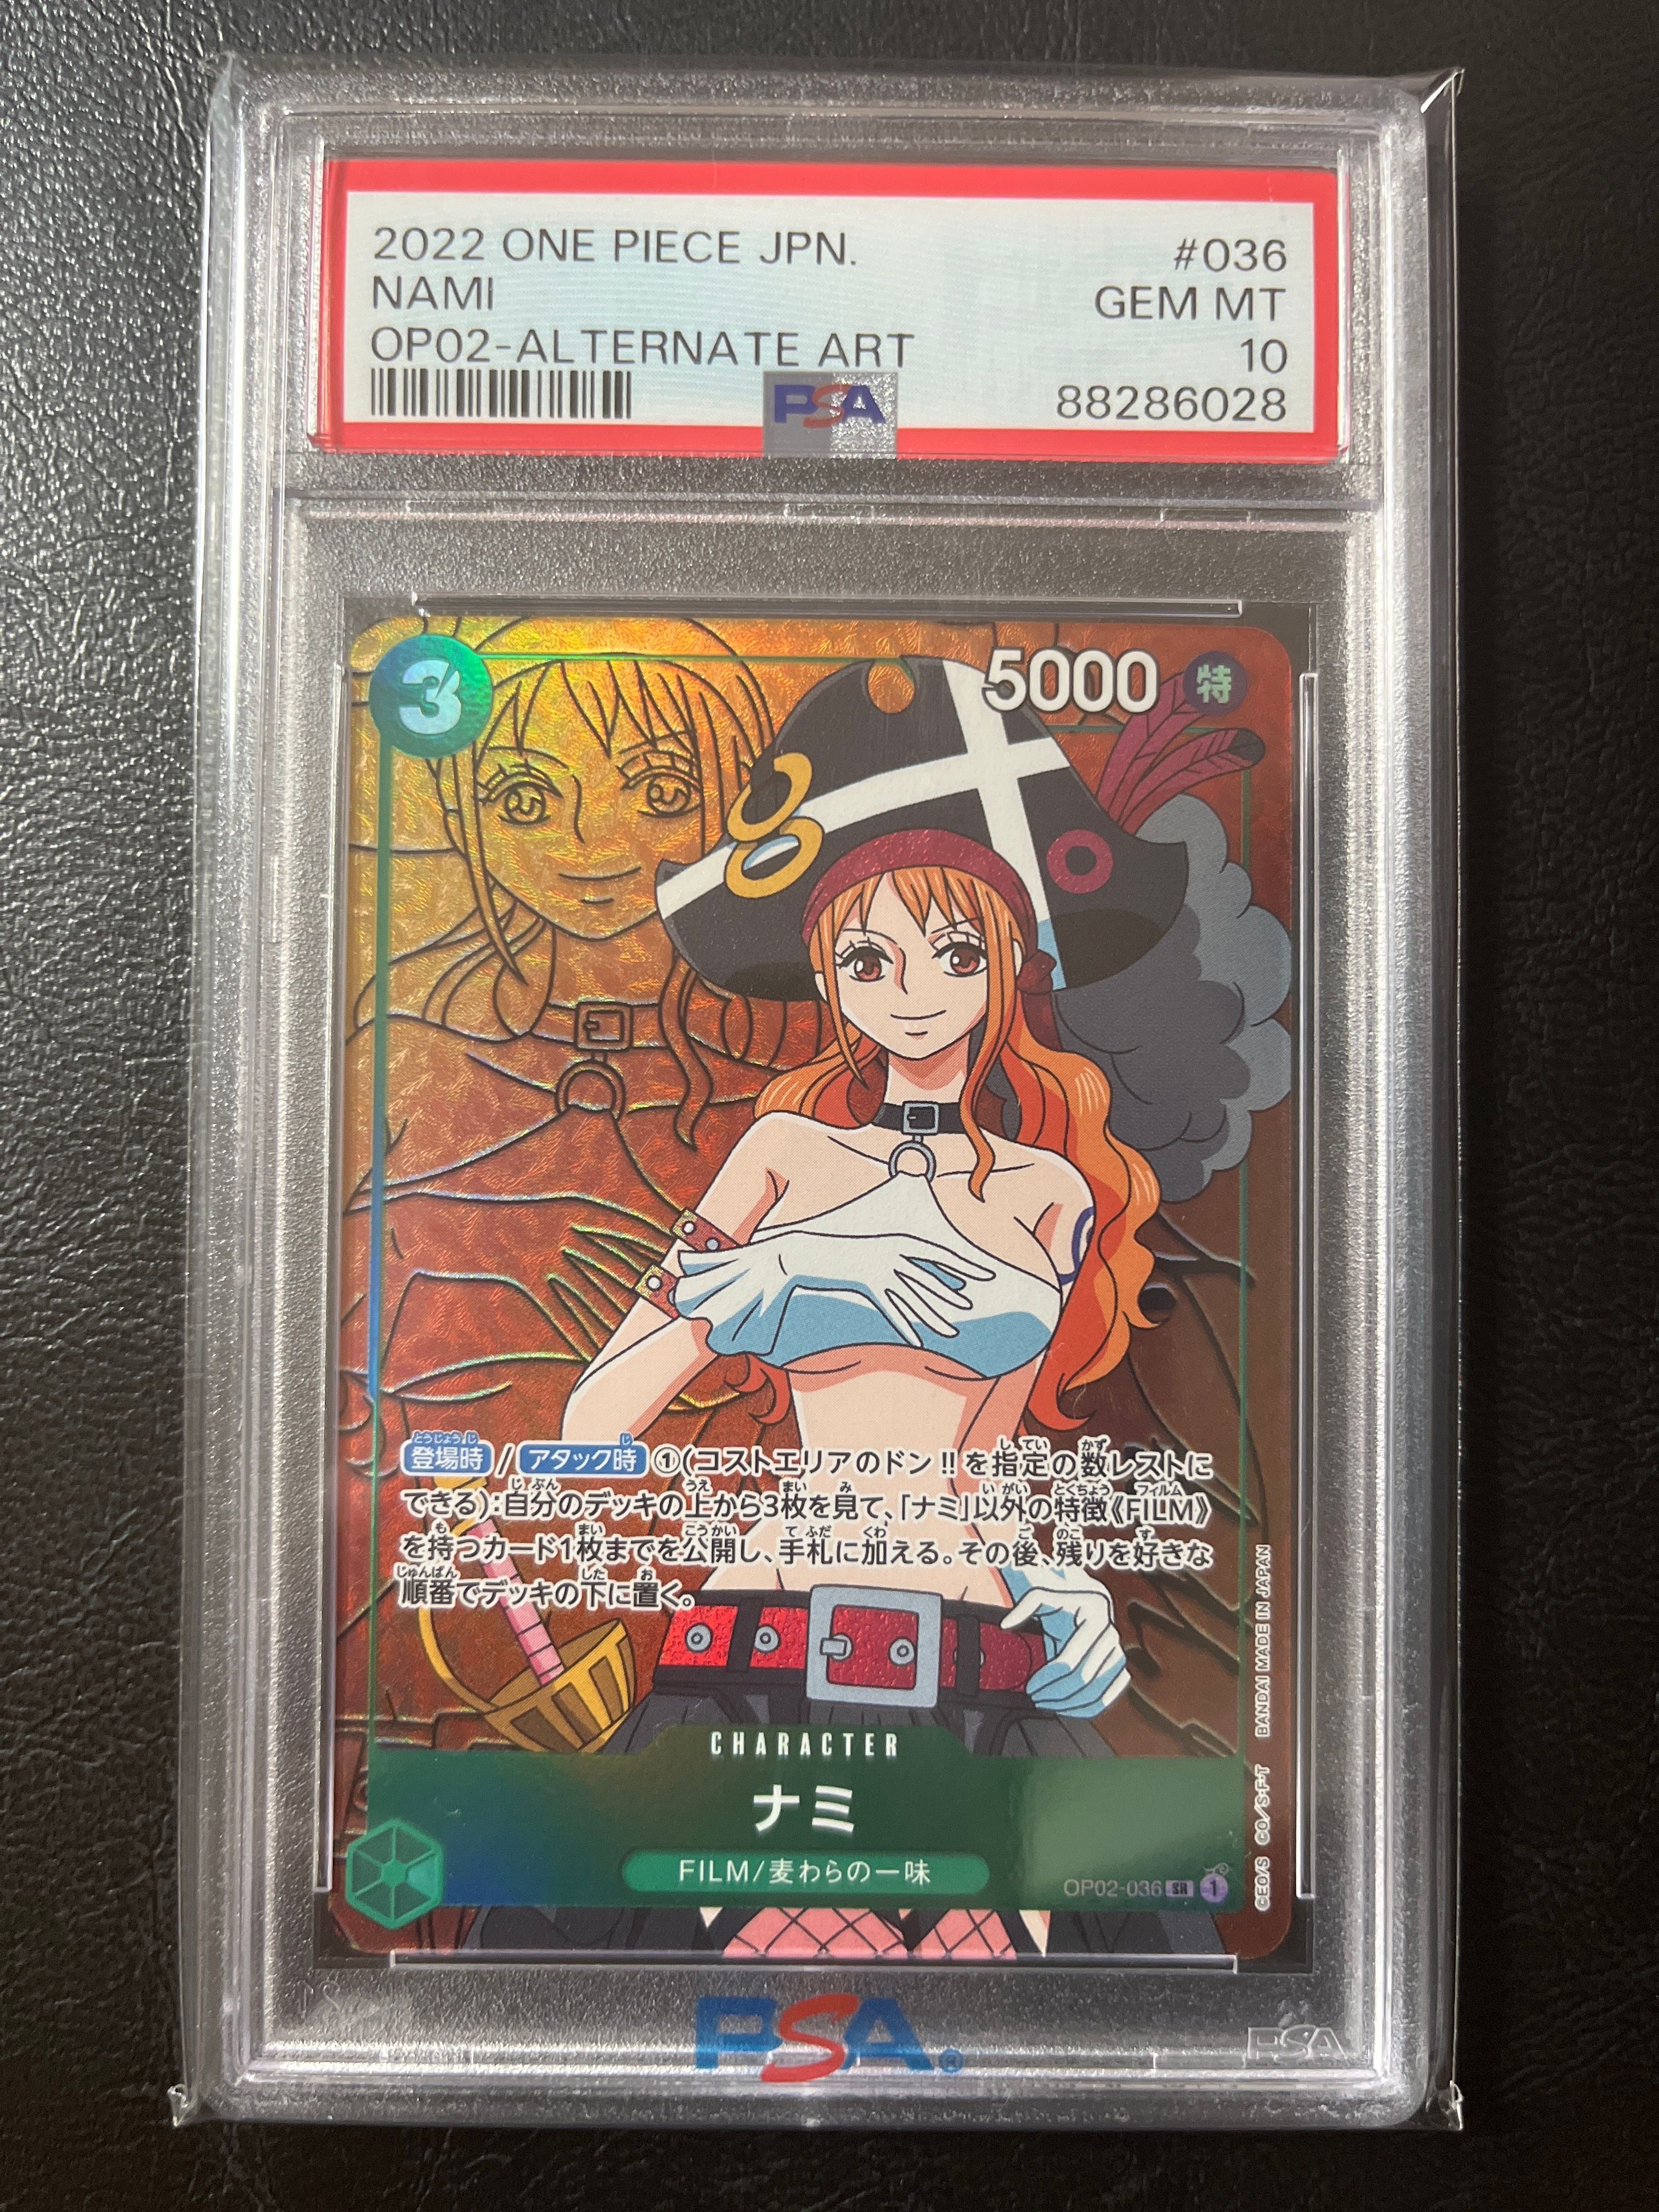 2022 ONE PIECE JPN. #036
NAMI GEM MT
OP02-ALTERNATE ART 10
88286028
PSA
3
5000 特
登場時/アタック時 ①(コストエリアのドン!!を指定の数レストに
できる):自分のデッキの上から3枚を見て、「ナミ」以外の特徴《FILM》
を持つカード1枚までを公開し、手札に加える。その後、残りを好きな
順番でデッキの下に置く。
CHARACTER
ナミ
FILM/麦わらの一味
OP02-036 SR 1
©EO/S ©O/S・F・T BANDAI MADE IN JAPAN
PSA®
PSA